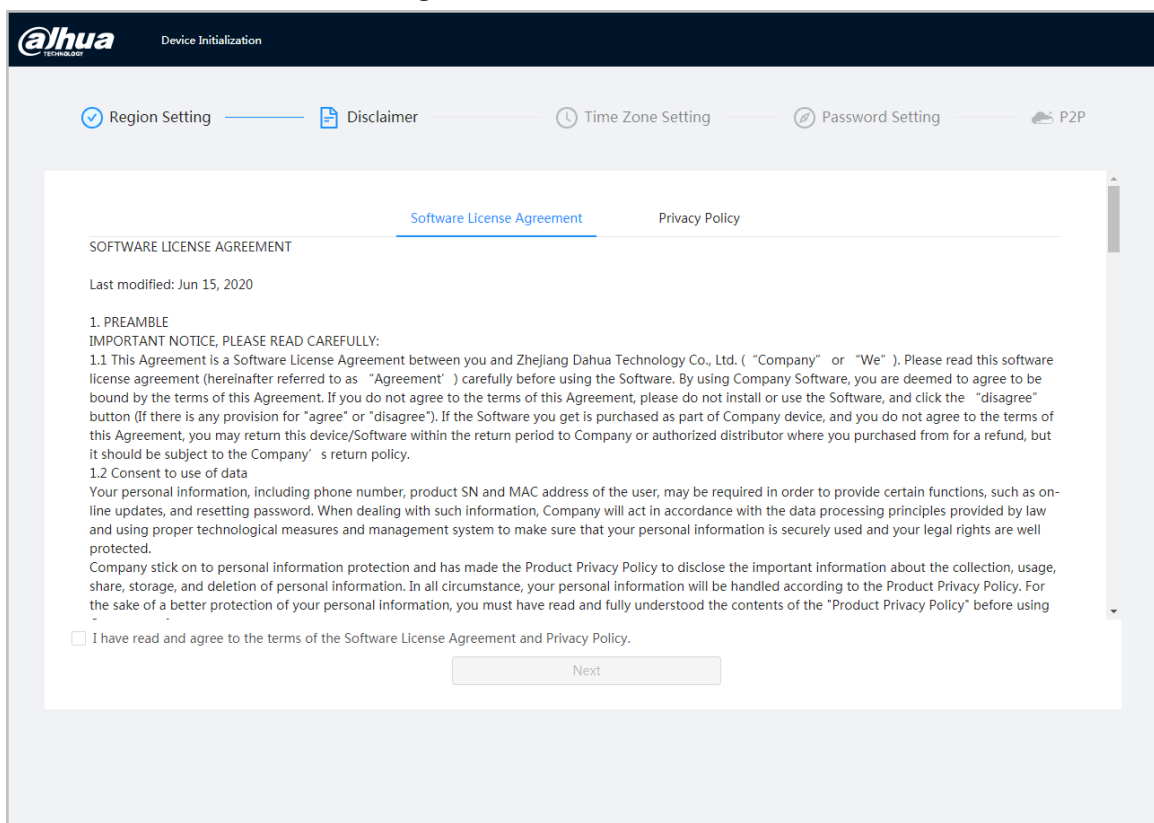 alhua
TECHNOLOGY
Device Initialization
Region Setting
Disclaimer
Time Zone Setting
Password Setting
P2P
Software License Agreement
Privacy Policy
SOFTWARE LICENSE AGREEMENT
Last modified: Jun 15, 2020
1. PREAMBLE
IMPORTANT NOTICE, PLEASE READ CAREFULLY:
1.1 This Agreement is a Software License Agreement between you and Zhejiang Dahua Technology Co., Ltd. ( “Company” or “We” ). Please read this software
license agreement (hereinafter referred to as “Agreement’ ) carefully before using the Software. By using Company Software, you are deemed to agree to be
bound by the terms of this Agreement. If you do not agree to the terms of this Agreement, please do not install or use the Software, and click the “disagree”
button (If there is any provision for "agree" or "disagree"). If the Software you get is purchased as part of Company device, and you do not agree to the terms of
this Agreement, you may return this device/Software within the return period to Company or authorized distributor where you purchased from for a refund, but
it should be subject to the Company’ s return policy.
1.2 Consent to use of data
Your personal information, including phone number, product SN and MAC address of the user, may be required in order to provide certain functions, such as on-
line updates, and resetting password. When dealing with such information, Company will act in accordance with the data processing principles provided by law
and using proper technological measures and management system to make sure that your personal information is securely used and your legal rights are well
protected.
Company stick on to personal information protection and has made the Product Privacy Policy to disclose the important information about the collection, usage,
share, storage, and deletion of personal information. In all circumstance, your personal information will be handled according to the Product Privacy Policy. For
the sake of a better protection of your personal information, you must have read and fully understood the contents of the "Product Privacy Policy" before using
I have read and agree to the terms of the Software License Agreement and Privacy Policy.
Next